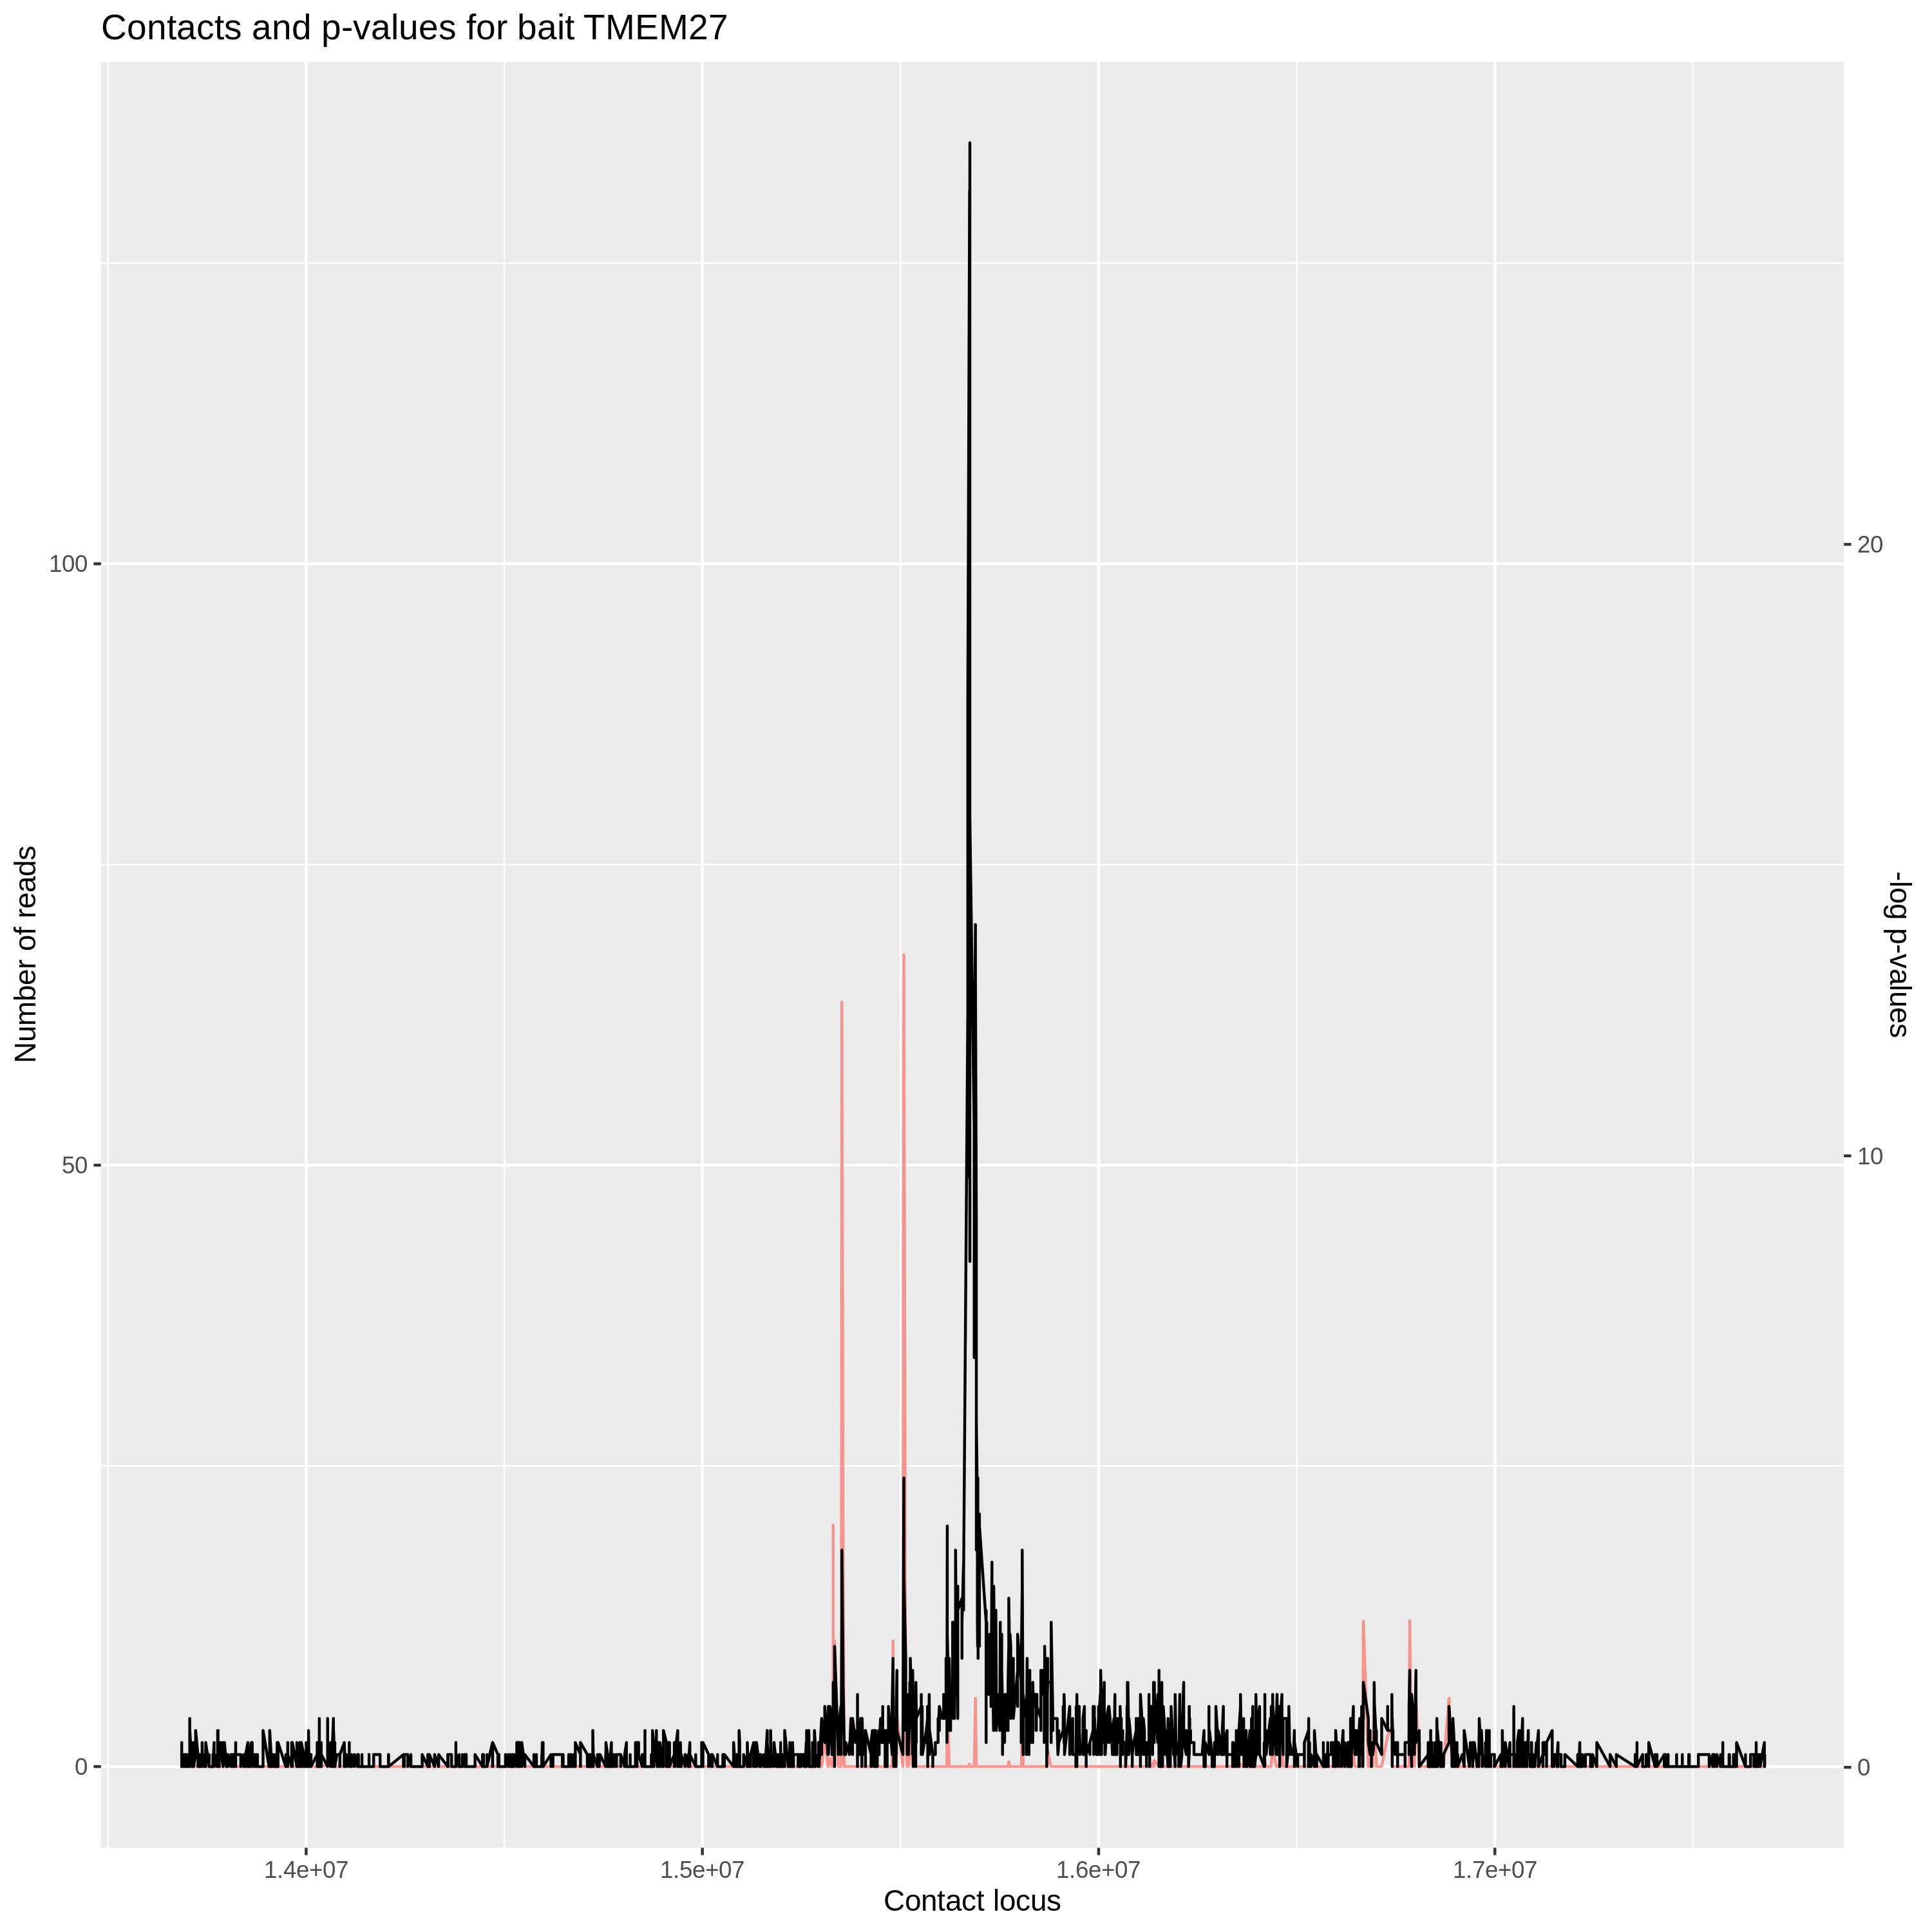 Contacts and p-values for bait TMEM27
Number of reads
100
50
0
20
10
0
-log p-values
1.4e+07
1.5e+07
1.6e+07
1.7e+07
Contact locus